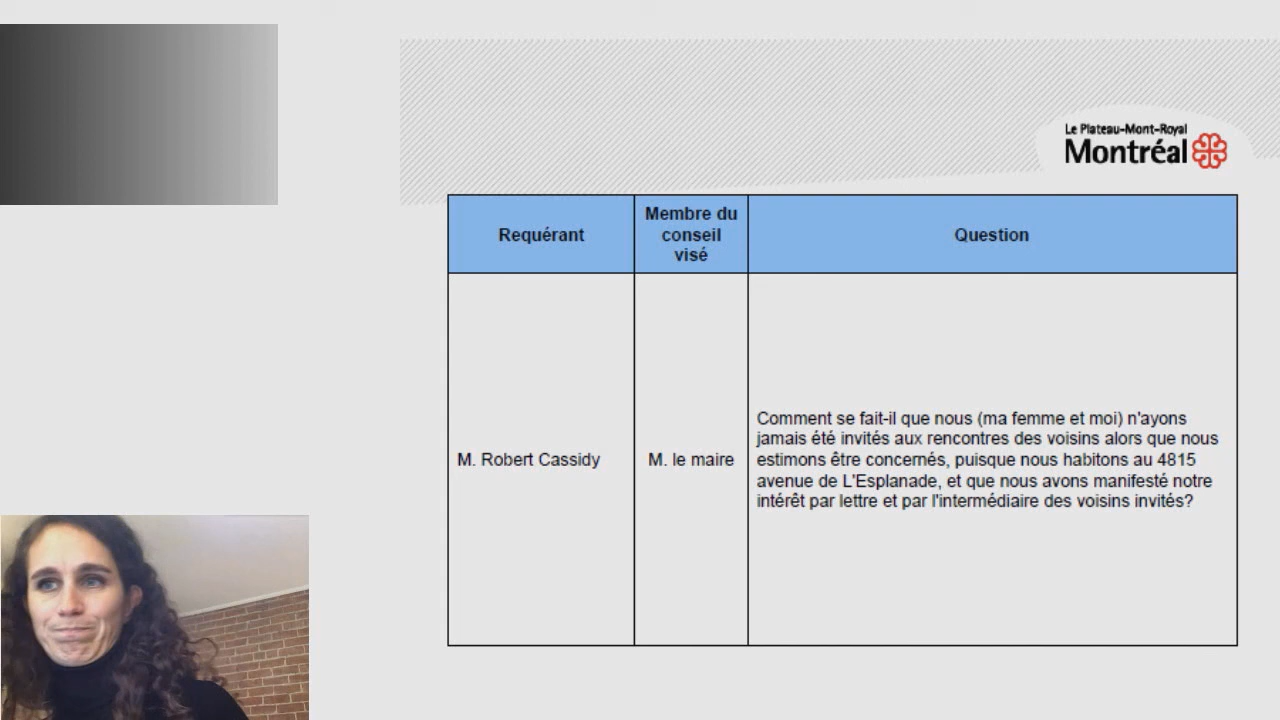 Le Plateau-Mont-Royal
Montréal
Requérant
Membre du
conseil
visé
Question
M. Robert Cassidy
M. le maire
Comment se fait-il que nous (ma femme et moi) n'ayons
jamais été invités aux rencontres des voisins alors que nous
estimons être concernés, puisque nous habitons au 4815
avenue de L'Esplanade, et que nous avons manifesté notre
intérêt par lettre et par l'intermédiaire des voisins invités?